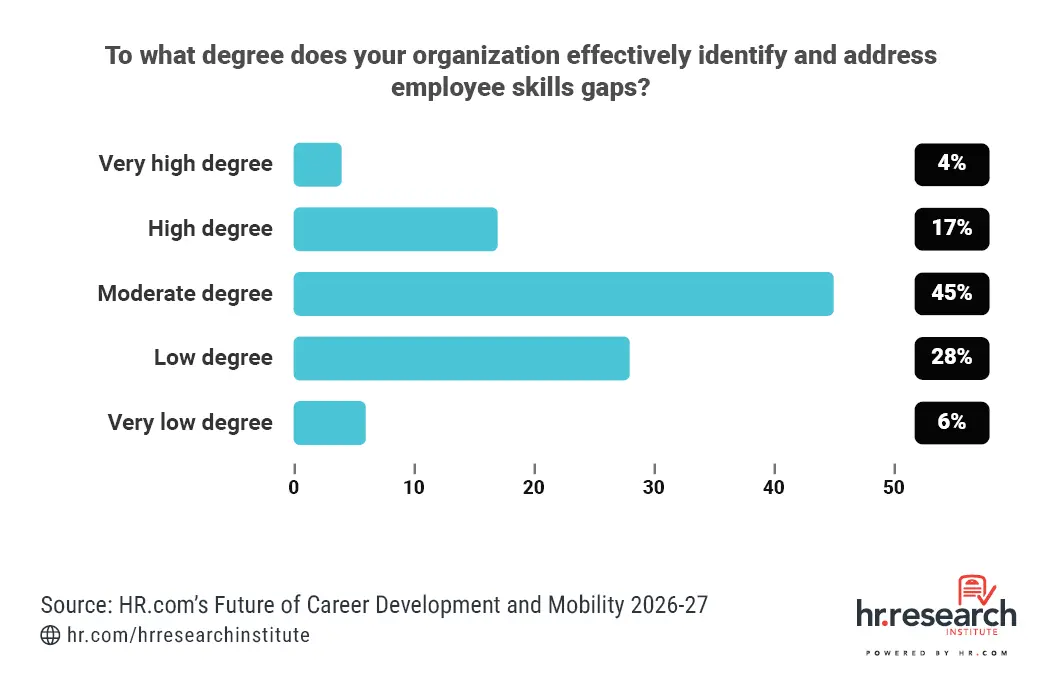 To what degree does your organization effectively identify and address
employee skills gaps?
Very high degree 4%
High degree 17%
Moderate degree 45%
Low degree 28%
Very low degree 6%
0 10 20 30 40 50
Source: HR.com’s Future of Career Development and Mobility 2026-27
hr.com/hrresearchinstitute
hr.research
INSTITUTE
POWERED BY HR.COM